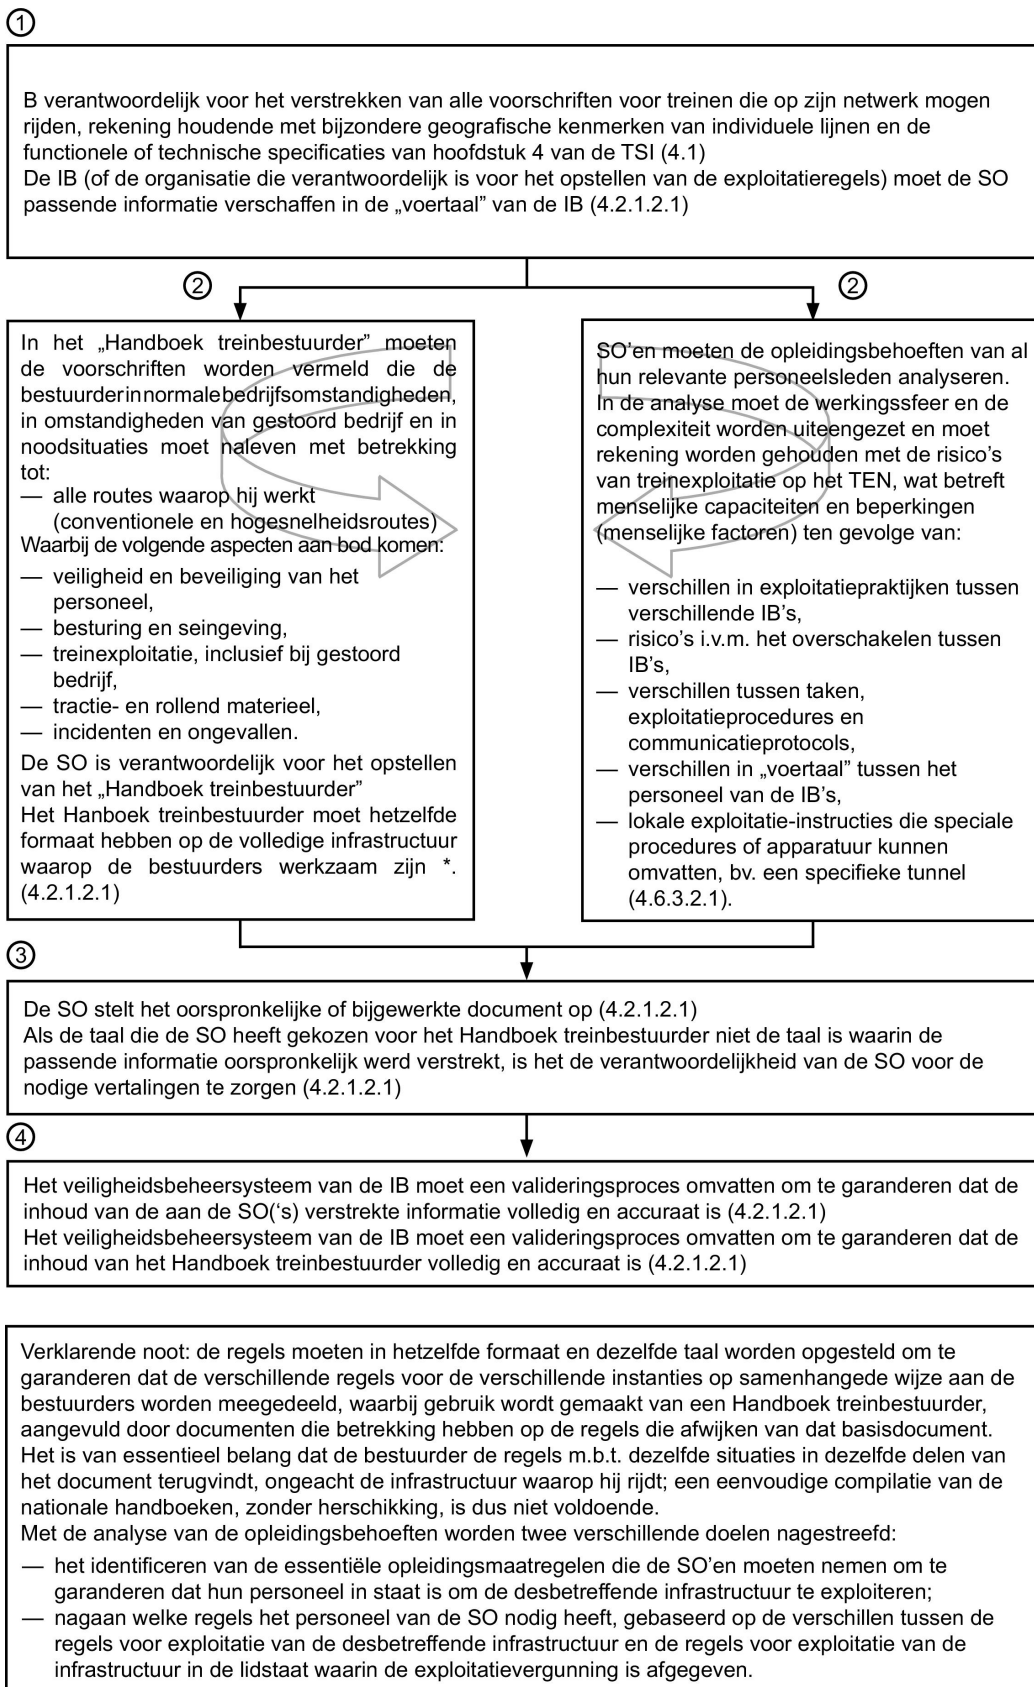 ①
B verantwoordelijk voor het verstrekken van alle voorschriften voor treinen die op zijn netwerk mogen
rijden, rekening houdende met bijzondere geografische kenmerken van individuele lijnen en de
functionele of technische specificaties van hoofdstuk 4 van de TSI (4.1)
De IB (of de organisatie die verantwoordelijk is voor het opstellen van de exploitatieregels) moet de SO
passende informatie verschaffen in de „voertaal” van de IB (4.2.1.2.1)
②
In het „Handboek treinbestuurder” moeten
de voorschriften worden vermeld die de
bestuurderinnormalebedrijfsomstandigheden,
in omstandigheden van gestoord bedrijf en in
noodsituaties moet naleven met betrekking
tot:
— alle routes waarop hij werkt
(conventionele en hogesnelheidsroutes)
Waarbij de volgende aspecten aan bod komen:
— veiligheid en beveiliging van het
personeel,
— besturing en seingeving,
— treinexploitatie, inclusief bij gestoord
bedrijf,
— tractie- en rollend materieel,
— incidenten en ongevallen.
De SO is verantwoordelijk voor het opstellen
van het „Handboek treinbestuurder”
Het Hanboek treinbestuurder moet hetzelfde
formaat hebben op de volledige infrastructuur
waarop de bestuurders werkzaam zijn *.
(4.2.1.2.1)
②
SO’en moeten de opleidingsbehoeften van al
hun relevante personeelsleden analyseren.
In de analyse moet de werkingssfeer en de
complexiteit worden uiteengezet en moet
rekening worden gehouden met de risico’s
van treinexploitatie op het TEN, wat betreft
menselijke capaciteiten en beperkingen
(menselijke factoren) ten gevolge van:
— verschillen in exploitatiepraktijken tussen
verschillende IB’s,
— risico’s i.v.m. het overschakelen tussen
IB’s,
— verschillen tussen taken,
exploitatieprocedures en
communicatieprotocols,
— verschillen in „voertaal” tussen het
personeel van de IB’s,
— lokale exploitatie-instructies die speciale
procedures of apparatuur kunnen
omvatten, bv. een specifieke tunnel
(4.6.3.2.1).
③
De SO stelt het oorspronkelijke of bijgewerkte document op (4.2.1.2.1)
Als de taal die de SO heeft gekozen voor het Handboek treinbestuurder niet de taal is waarin de
passende informatie oorspronkelijk werd verstrekt, is het de verantwoordelijkheid van de SO voor de
nodige vertalingen te zorgen (4.2.1.2.1)
④
Het veiligheidsbeheersysteem van de IB moet een valideringsproces omvatten om te garanderen dat de
inhoud van de aan de SO(‘s) verstrekte informatie volledig en accuraat is (4.2.1.2.1)
Het veiligheidsbeheersysteem van de IB moet een valideringsproces omvatten om te garanderen dat de
inhoud van het Handboek treinbestuurder volledig en accuraat is (4.2.1.2.1)
Verklarende noot: de regels moeten in hetzelfde formaat en dezelfde taal worden opgesteld om te
garanderen dat de verschillende regels voor de verschillende instanties op samenhangede wijze aan de
bestuurders worden meegedeeld, waarbij gebruik wordt gemaakt van een Handboek treinbestuurder,
aangevuld door documenten die betrekking hebben op de regels die afwijken van dat basisdocument.
Het is van essentieel belang dat de bestuurder de regels m.b.t. dezelfde situaties in dezelfde delen van
het document terugvindt, ongeacht de infrastructuur waarop hij rijdt; een eenvoudige compilatie van de
nationale handboeken, zonder herschikking, is dus niet voldoende.
Met de analyse van de opleidingsbehoeften worden twee verschillende doelen nagestreefd:
— het identificeren van de essentiële opleidingsmaatregelen die de SO’en moeten nemen om te
garanderen dat hun personeel in staat is om de desbetreffende infrastructuur te exploiteren;
— nagaan welke regels het personeel van de SO nodig heeft, gebaseerd op de verschillen tussen de
regels voor exploitatie van de desbetreffende infrastructuur en de regels voor exploitatie van de
infrastructuur in de lidstaat waarin de exploitatievergunning is afgegeven.